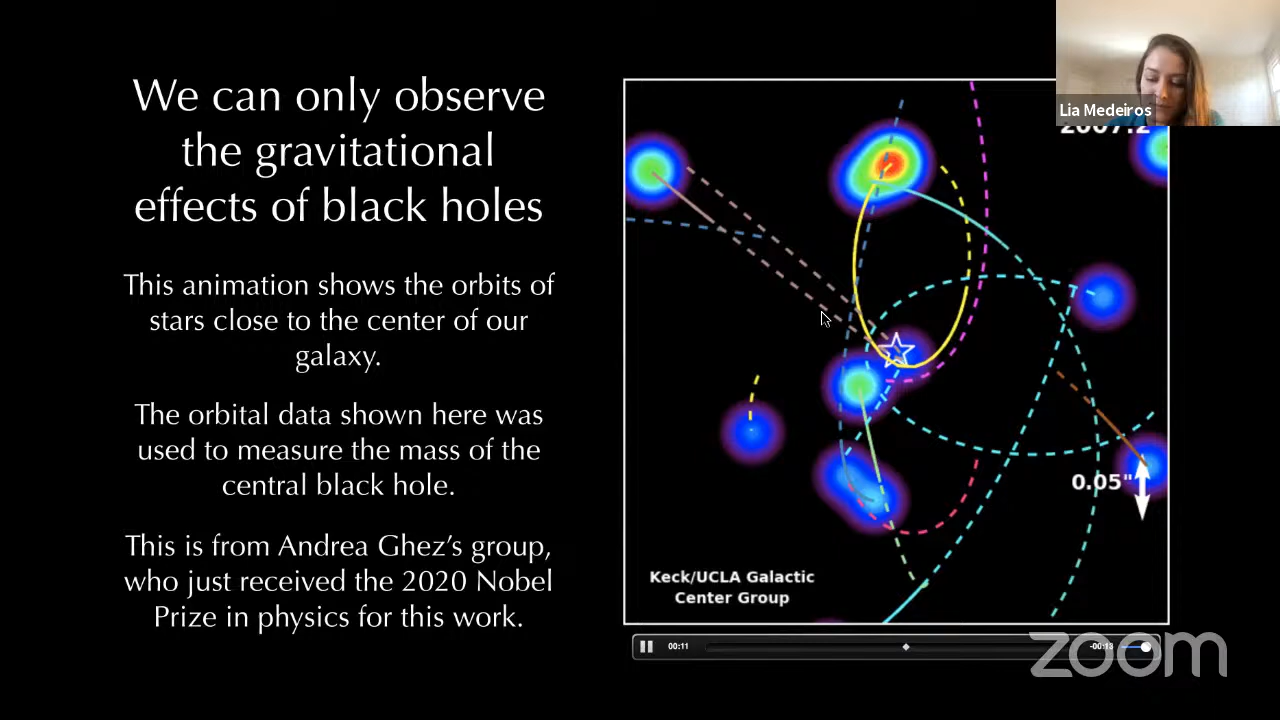 We can only observe
the gravitational
effects of black holes
This animation shows the orbits of
stars close to the center of our
galaxy.
The orbital data shown here was
used to measure the mass of the
central black hole.
This is from Andrea Ghez’s group,
who just received the 2020 Nobel
Prize in physics for this work.
Lia Medeiros
2007.2
0.05"
Keck/UCLA Galactic
Center Group
00:11
zoom